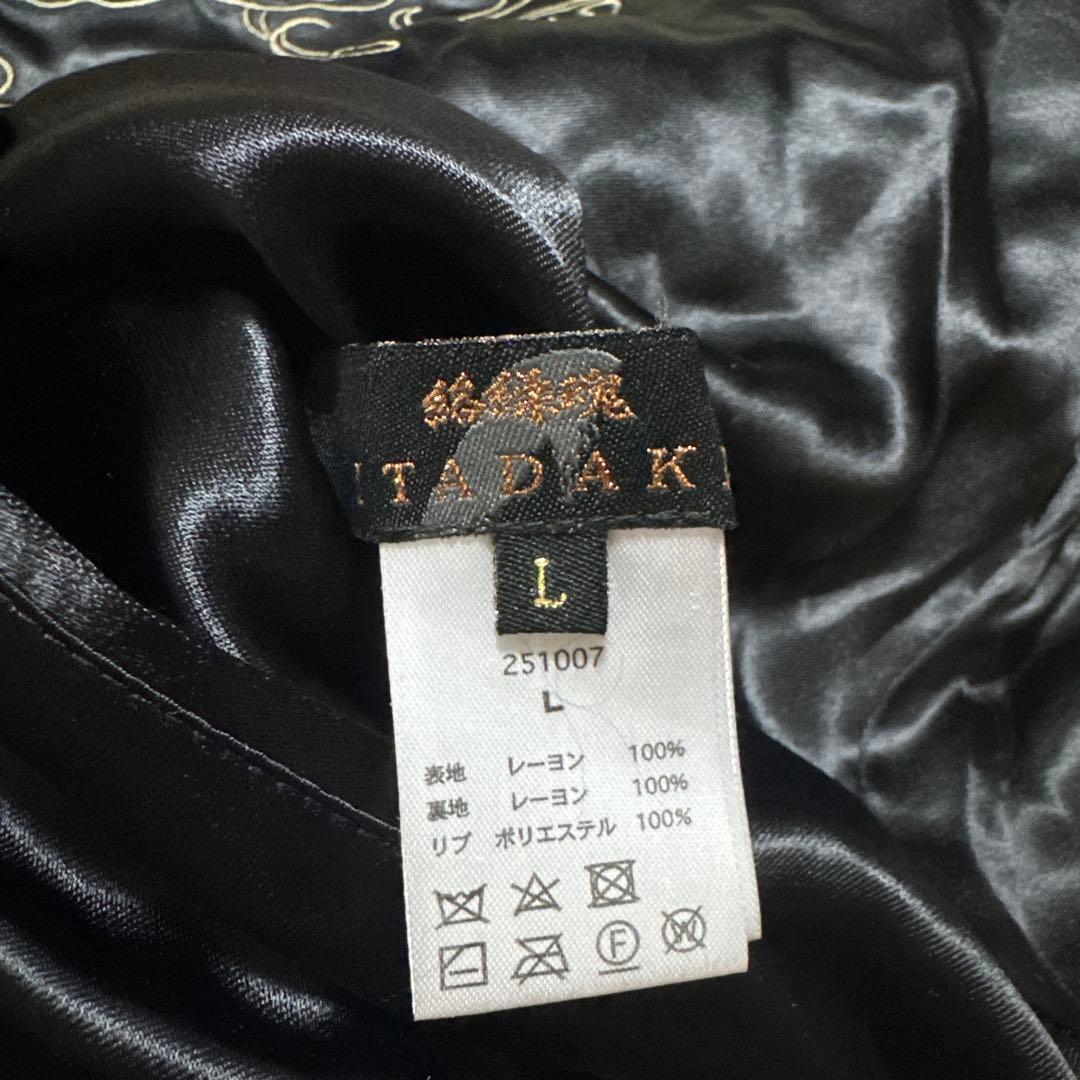 絡繰魂
ITADAKI
L
251007
L
表地 レーヨン 100%
裏地 レーヨン 100%
リブ ポリエステル 100%
F
W